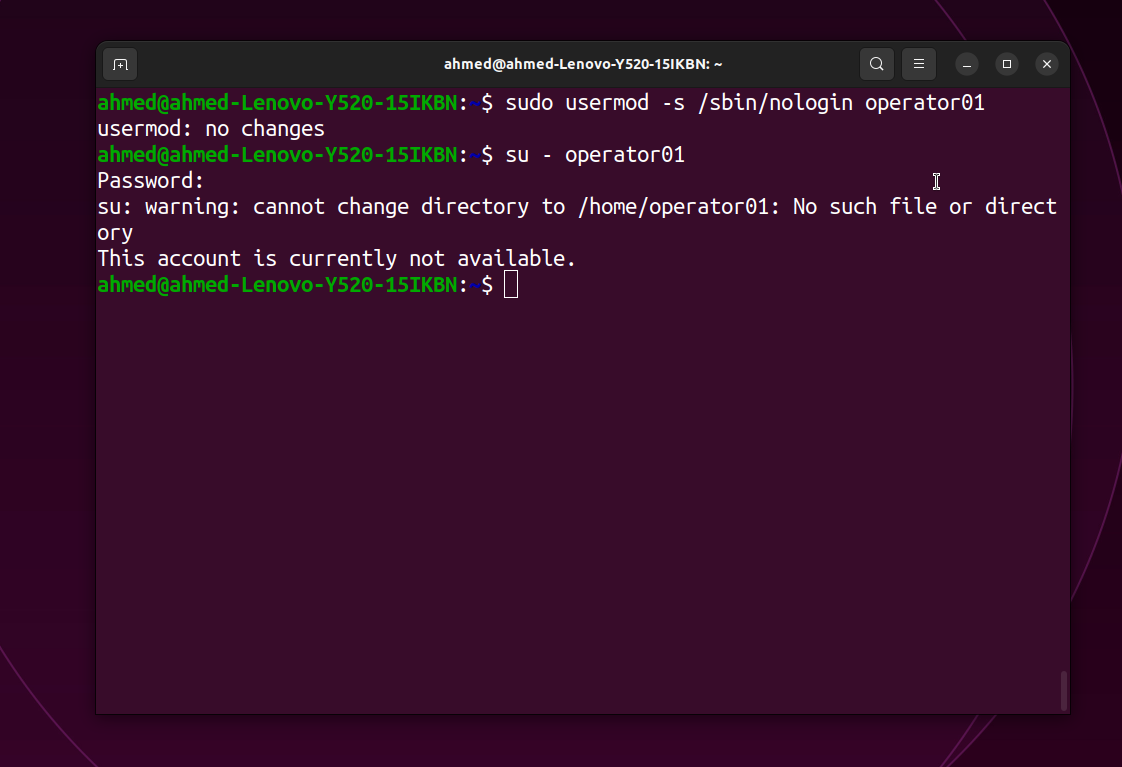 ahmed@ahmed-Lenovo-Y520-15IKBN: ~
ahmed@ahmed-Lenovo-Y520-15IKBN:~$ sudo usermod -s /sbin/nologin operator01
usermod: no changes
ahmed@ahmed-Lenovo-Y520-15IKBN:~$ su - operator01
Password:
su: warning: cannot change directory to /home/operator01: No such file or direct
ory
This account is currently not available.
ahmed@ahmed-Lenovo-Y520-15IKBN:~$